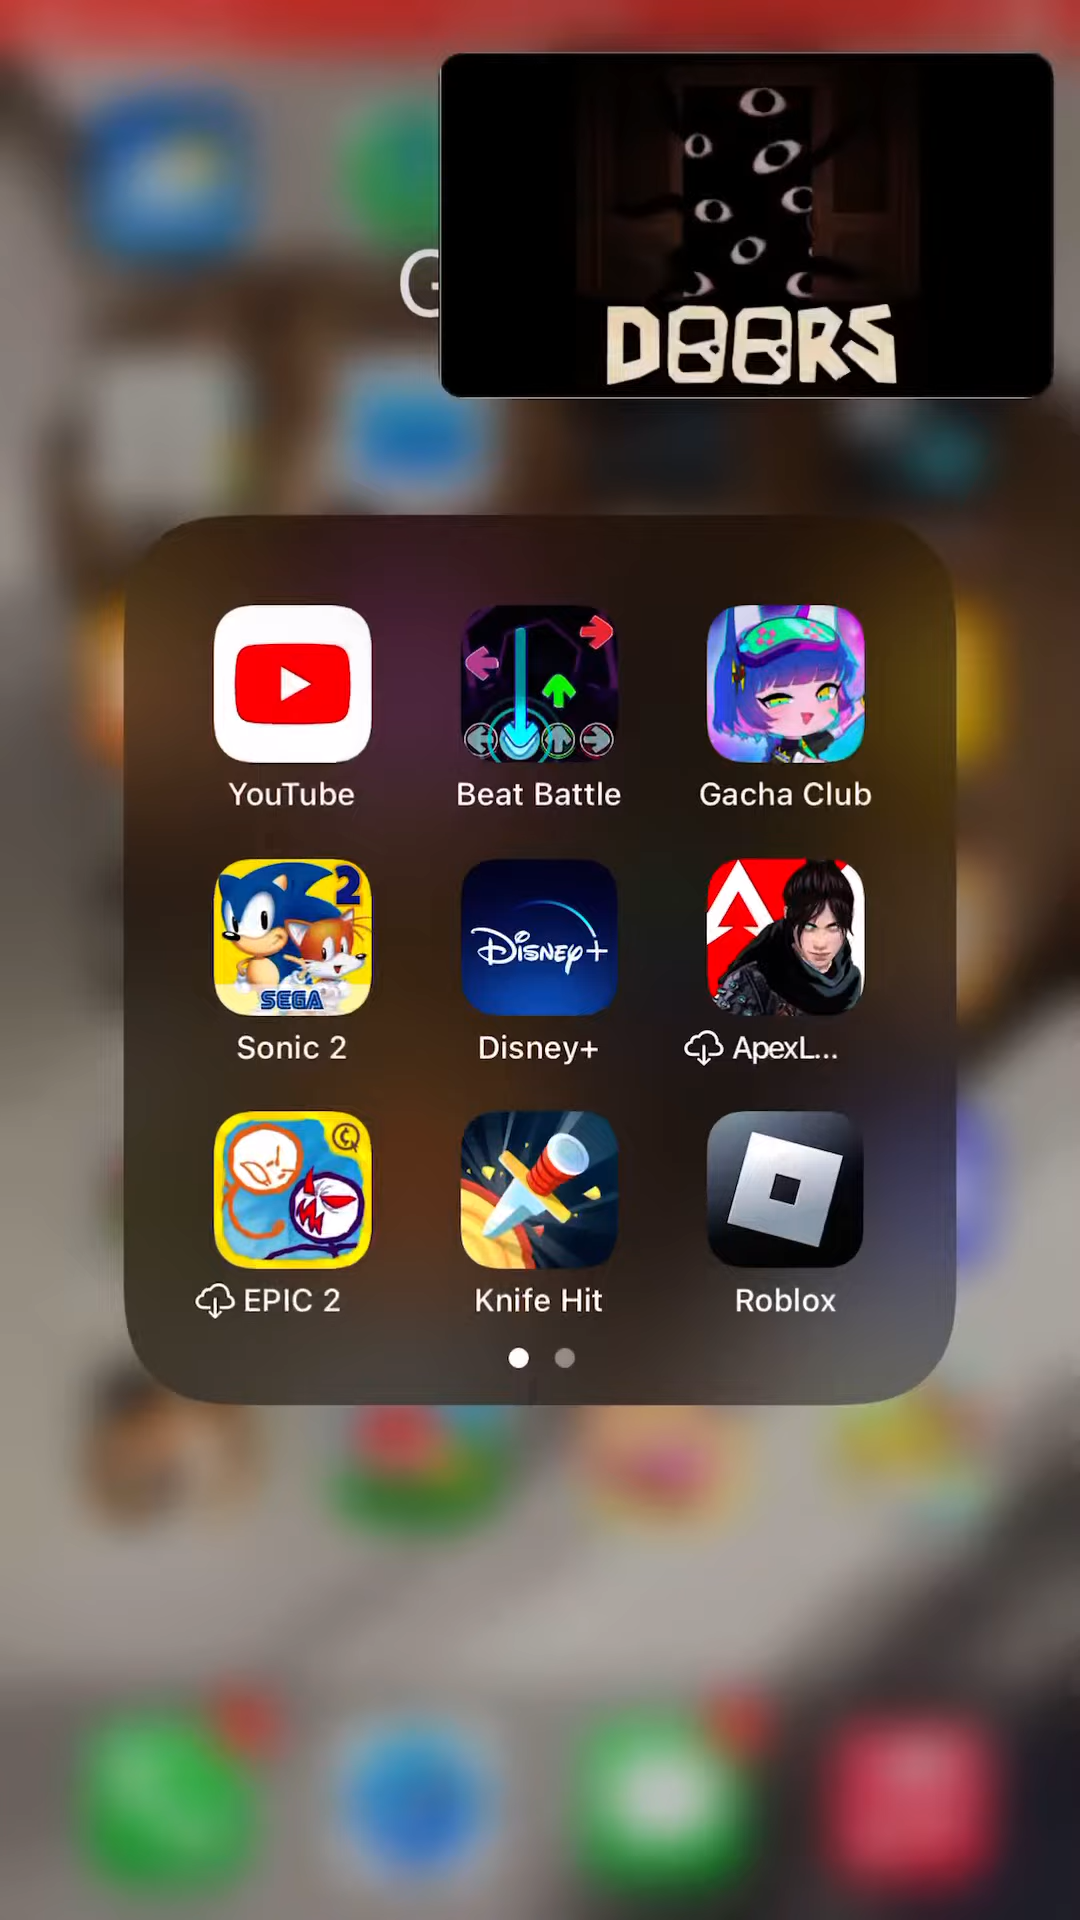 G
DOORS
YouTube
Beat Battle
Gacha Club
2
SEGA
Sonic 2
Disney+
Disney+
ApexL...
EPIC 2
Knife Hit
Roblox